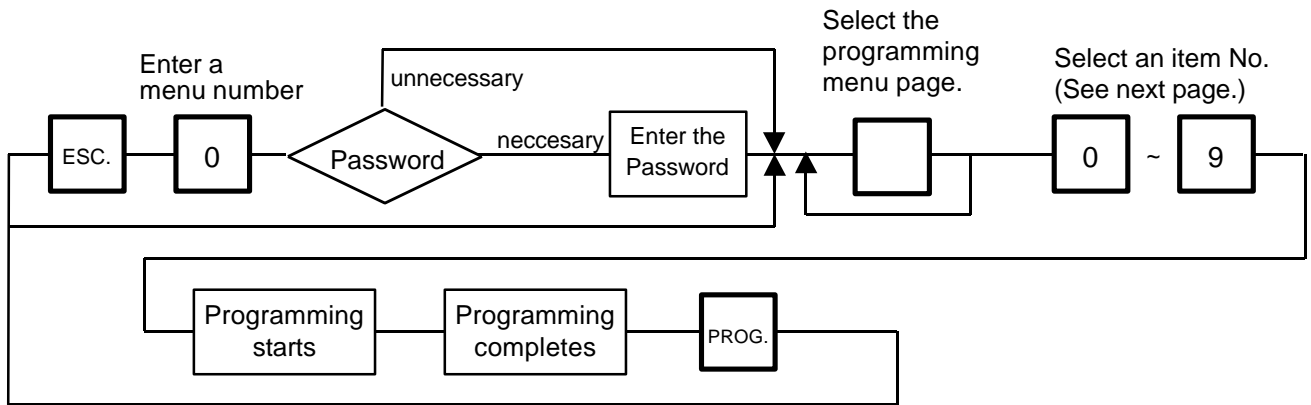 Enter a
menu number
ESC.
0
Password
unnecessary
neccesary
Enter the
Password
Select the
programming
menu page.
Select an item No.
(See next page.)
0
~
9
Programming
starts
Programming
completes
PROG.